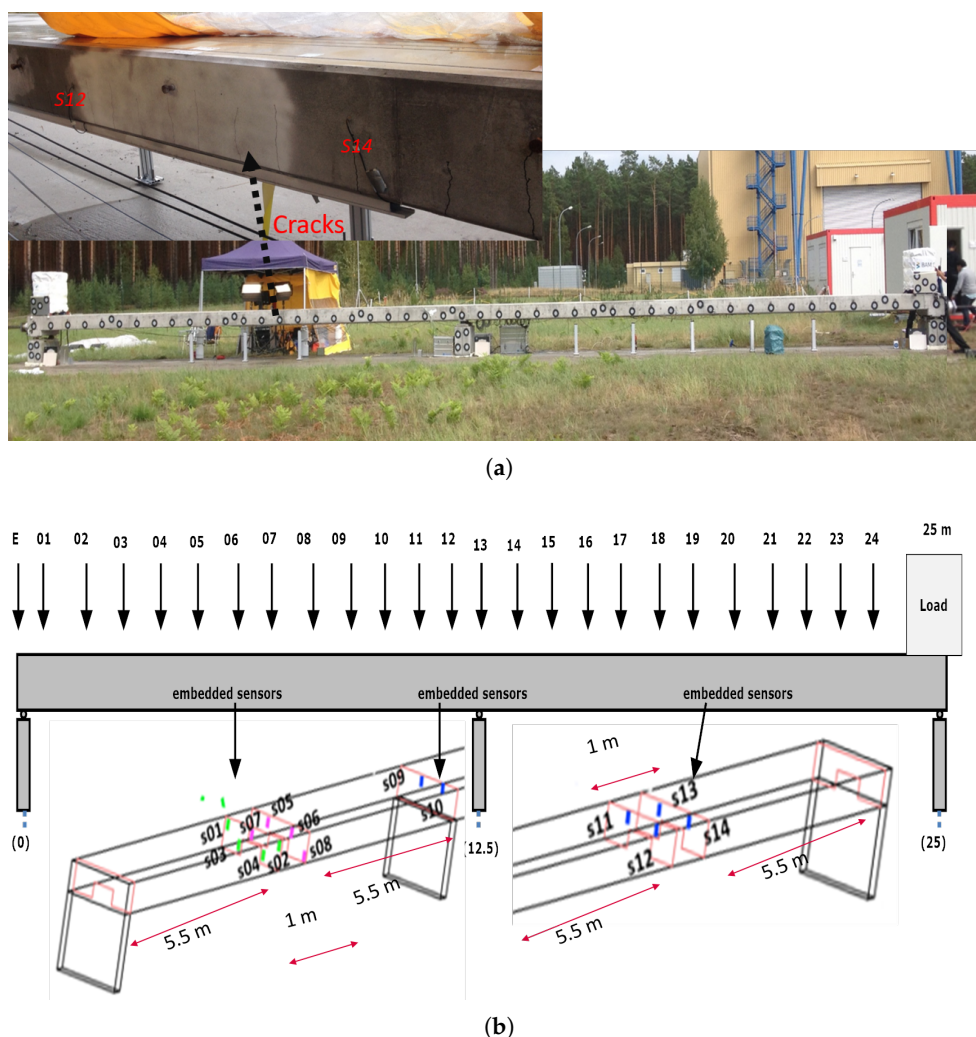 S12
S14
Cracks
BAM
(a)
E 01 02 03 04 05 06 07 08 09 10 11 12 13 14 15 16 17 18 19 20 21 22 23 24 25 m
Load
embedded sensors embedded sensors embedded sensors
1 m
s09
s13
s05
s01 s07 s10 s11
s06
s14
s03
s12
s04 s02 s08
(0) (12.5) (25)
5.5 m
5.5 m
1 m
5.5 m
5.5 m
(b)